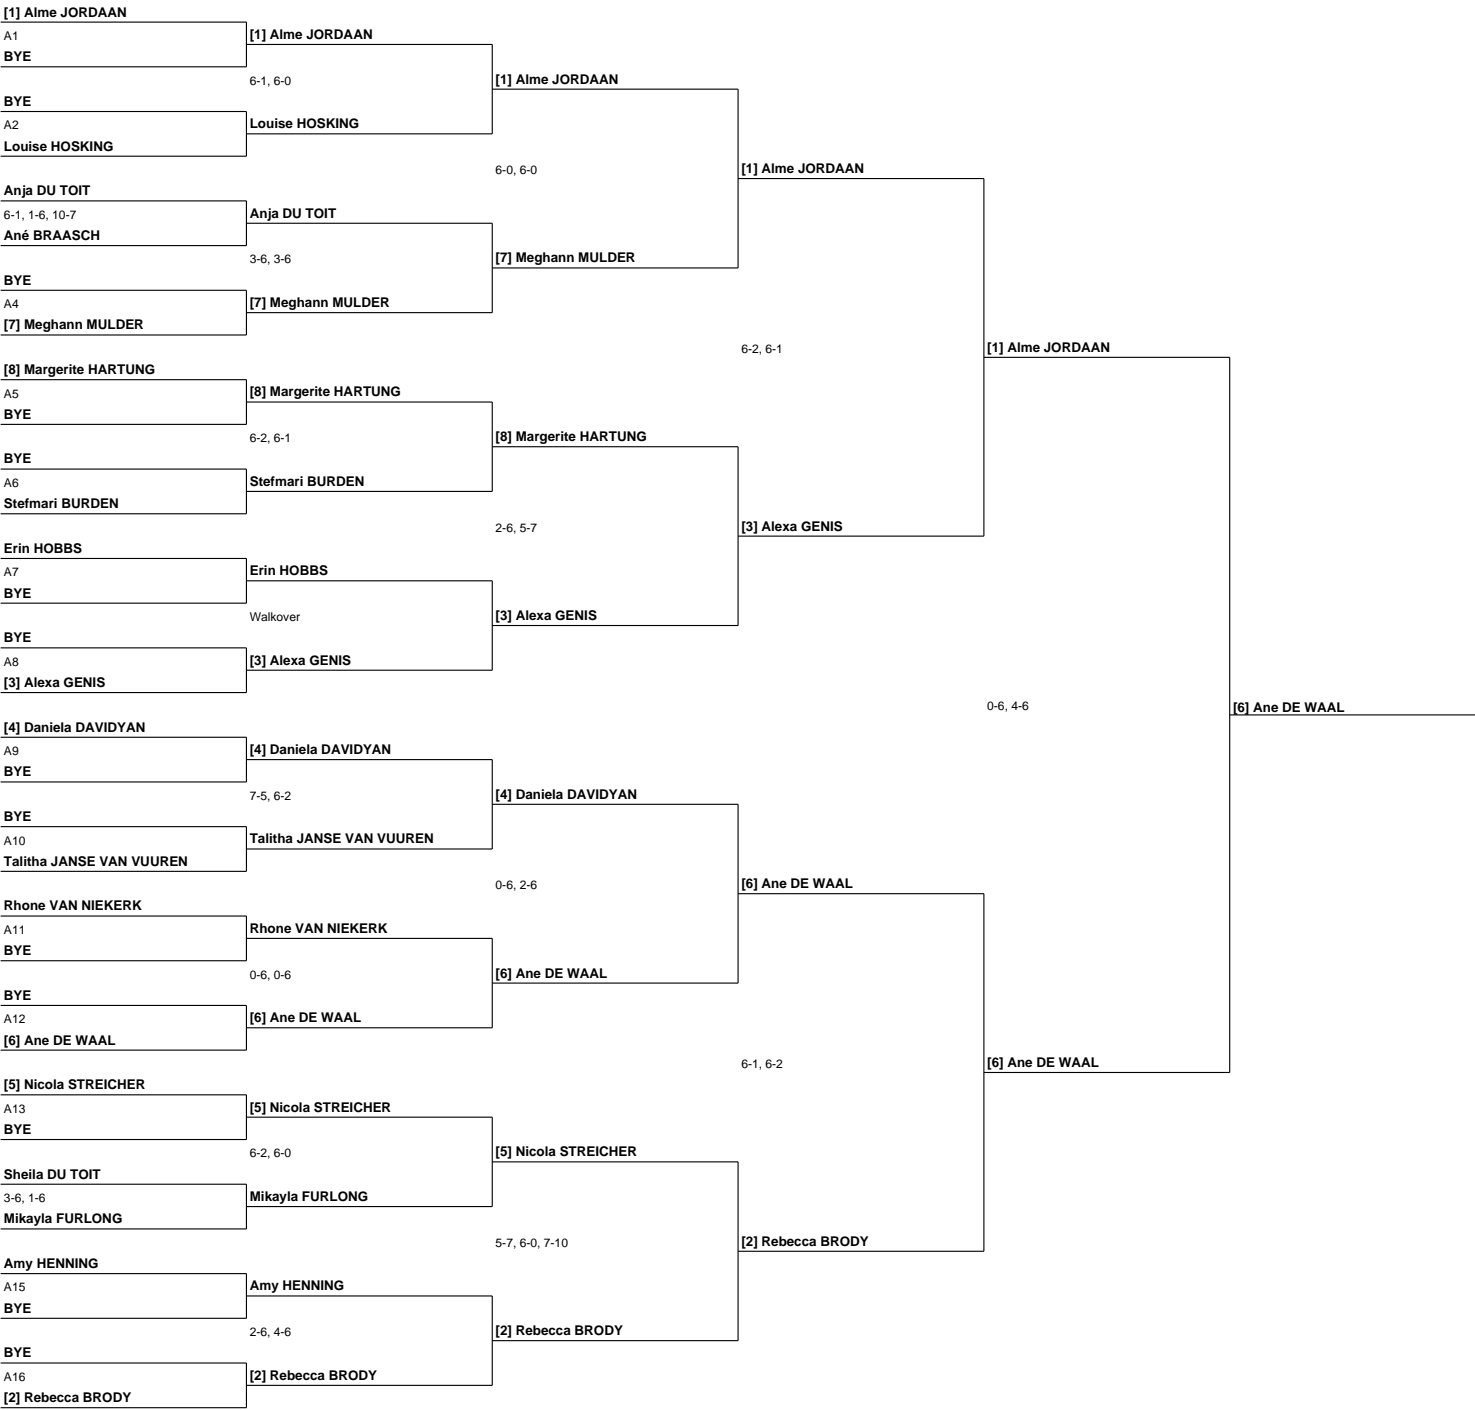 [1] Alme JORDAAN
A1
BYE
BYE
A2
Louise HOSKING
Anja DU TOIT
6-1, 1-6, 10-7
Ané BRAASCH
BYE
A4
[7] Meghann MULDER
[8] Margerite HARTUNG
A5
BYE
BYE
A6
Stefmari BURDEN
Erin HOBBS
A7
BYE
BYE
A8
[3] Alexa GENIS
[4] Daniela DAVIDYAN
A9
BYE
BYE
A10
Talitha JANSE VAN VUUREN
Rhone VAN NIEKERK
A11
BYE
BYE
A12
[6] Ane DE WAAL
[5] Nicola STREICHER
A13
BYE
Sheila DU TOIT
3-6, 1-6
Mikayla FURLONG
Amy HENNING
A15
BYE
BYE
A16
[2] Rebecca BRODY
[1] Alme JORDAAN
6-1, 6-0
Louise HOSKING
Anja DU TOIT
3-6, 3-6
[7] Meghann MULDER
[8] Margerite HARTUNG
6-2, 6-1
Stefmari BURDEN
Erin HOBBS
Walkover
[3] Alexa GENIS
[4] Daniela DAVIDYAN
7-5, 6-2
Talitha JANSE VAN VUUREN
Rhone VAN NIEKERK
0-6, 0-6
[6] Ane DE WAAL
[5] Nicola STREICHER
6-2, 6-0
Mikayla FURLONG
Amy HENNING
2-6, 4-6
[2] Rebecca BRODY
[1] Alme JORDAAN
6-0, 6-0
[7] Meghann MULDER
[8] Margerite HARTUNG
2-6, 5-7
[3] Alexa GENIS
[4] Daniela DAVIDYAN
0-6, 2-6
[6] Ane DE WAAL
[5] Nicola STREICHER
5-7, 6-0, 7-10
[2] Rebecca BRODY
[1] Alme JORDAAN
6-2, 6-1
[3] Alexa GENIS
[6] Ane DE WAAL
6-1, 6-2
[2] Rebecca BRODY
[1] Alme JORDAAN
0-6, 4-6
[6] Ane DE WAAL
[6] Ane DE WAAL